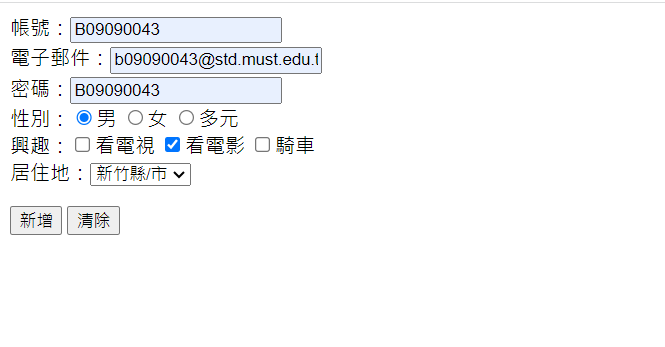 帳號：B09090043
電子郵件：b09090043@std.must.edu.t
密碼：B09090043
性別：男 女 多元
興趣：看電視 看電影 騎車
居住地：新竹縣/市
新增 清除